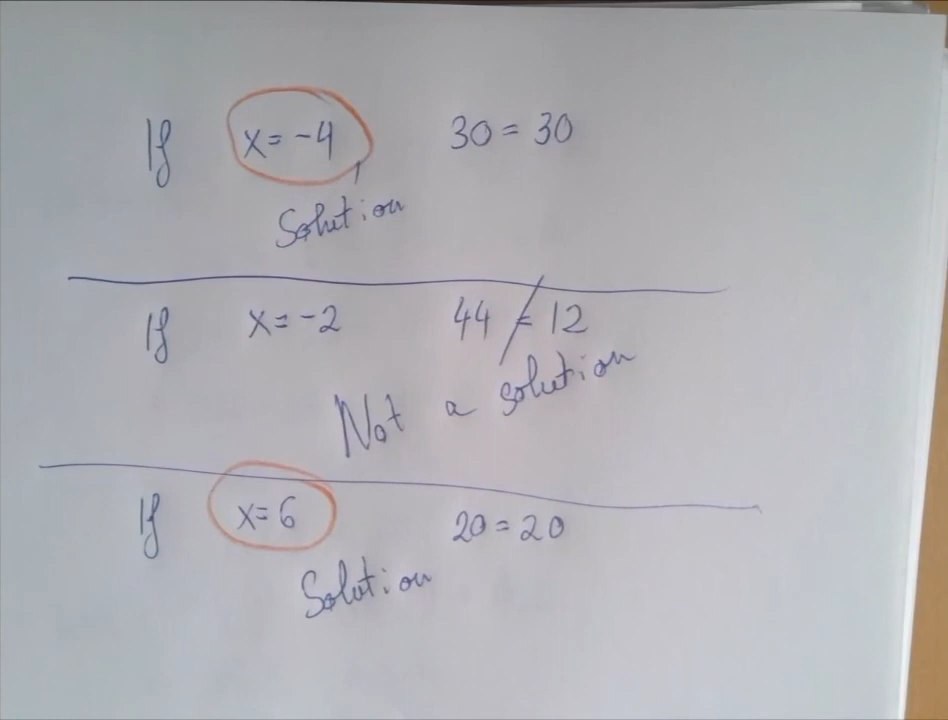 If x = -4 30 = 30
Solution
If x = -2 44 ≠ 12
Not a solution
If x = 6 20 = 20
Solution